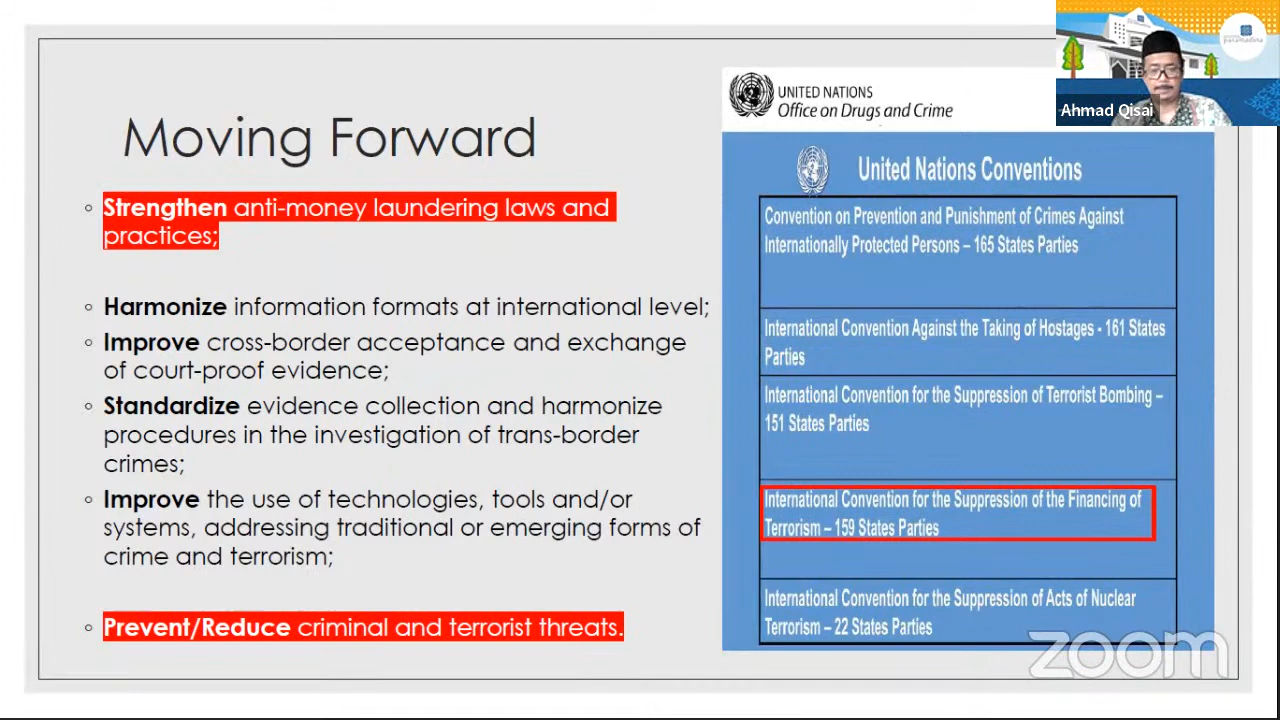 Moving Forward
Strengthen anti-money laundering laws and
practices;
Harmonize information formats at international level;
Improve cross-border acceptance and exchange
of court-proof evidence;
Standardize evidence collection and harmonize
procedures in the investigation of trans-border
crimes;
Improve the use of technologies, tools and/or
systems, addressing traditional or emerging forms of
crime and terrorism;
Prevent/Reduce criminal and terrorist threats.
UNITED NATIONS
Office on Drugs and Crime
United Nations Conventions
Convention on Prevention and Punishment of Crimes Against
Internationally Protected Persons – 165 States Parties
International Convention Against the Taking of Hostages - 161 States
Parties
International Convention for the Suppression of Terrorist Bombing –
151 States Parties
International Convention for the Suppression of the Financing of
Terrorism – 159 States Parties
International Convention for the Suppression of Acts of Nuclear
Terrorism – 22 States Parties
Ahmad Qisai
zoom